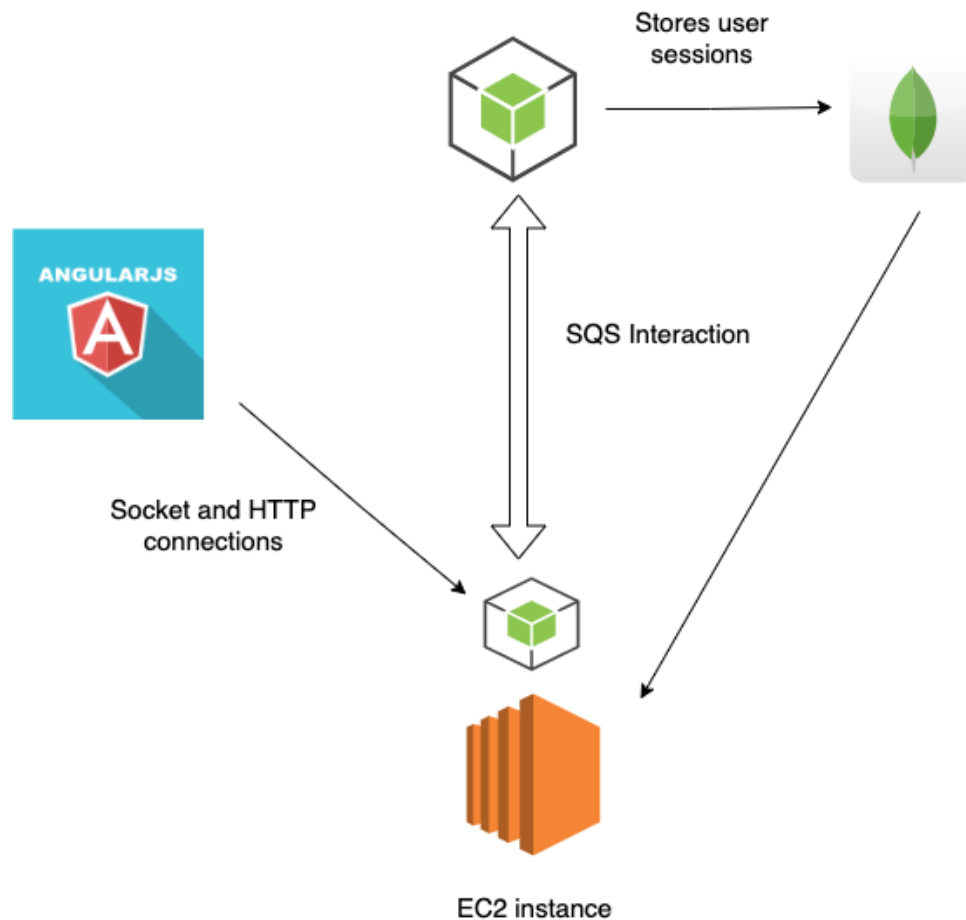 Stores user
sessions
ANGULARJS
A
SQS Interaction
Socket and HTTP
connections
EC2 instance